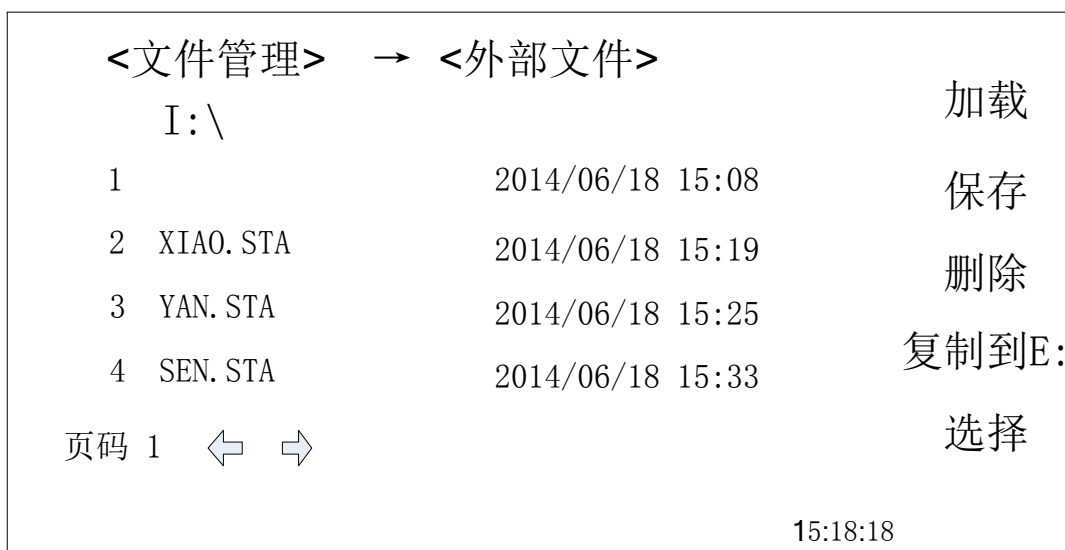 <文件管理> → <外部文件>
I:\
加载
1 2014/06/18 15:08
保存
2 XIAO.STA 2014/06/18 15:19
删除
3 YAN.STA 2014/06/18 15:25
复制到E:
4 SEN.STA 2014/06/18 15:33
选择
页码 1
15:18:18